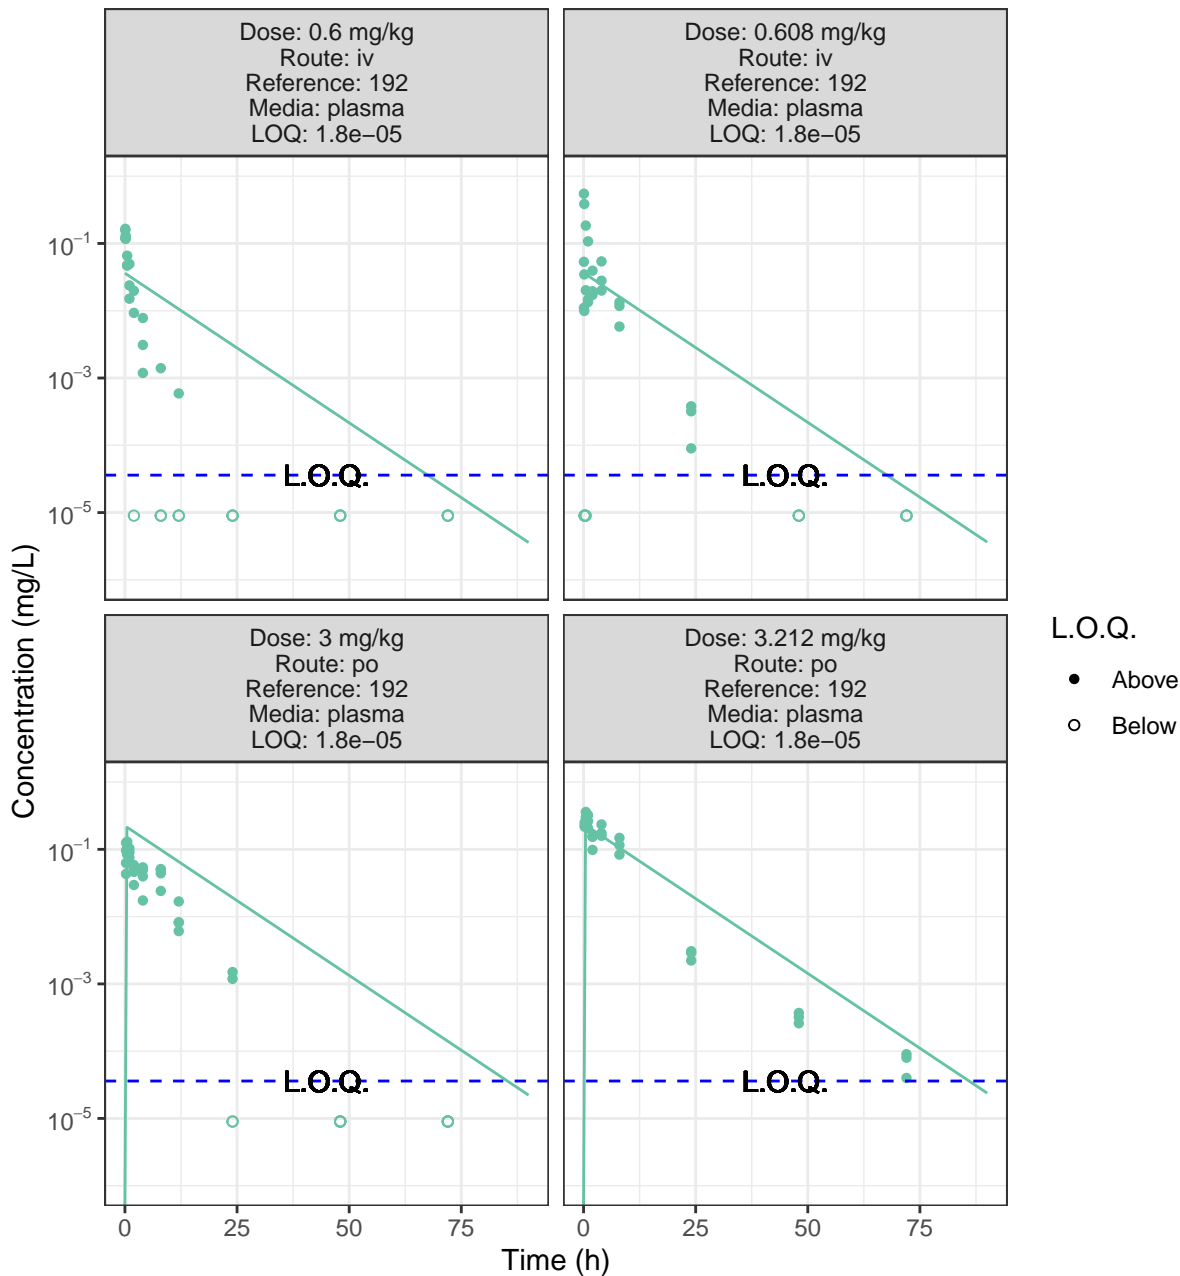 Dose: 0.6 mg/kg
Route: iv
Reference: 192
Media: plasma
LOQ: 1.8e−05
Dose: 0.608 mg/kg
Route: iv
Reference: 192
Media: plasma
LOQ: 1.8e−05
10−1
10−3
10−5
L.O.Q.
L.O.Q.
Dose: 3 mg/kg
Route: po
Reference: 192
Media: plasma
LOQ: 1.8e−05
Dose: 3.212 mg/kg
Route: po
Reference: 192
Media: plasma
LOQ: 1.8e−05
10−1
10−3
10−5
L.O.Q.
L.O.Q.
0 25 50 75
0 25 50 75
Time (h)
Concentration (mg/L)
L.O.Q.
Above
Below